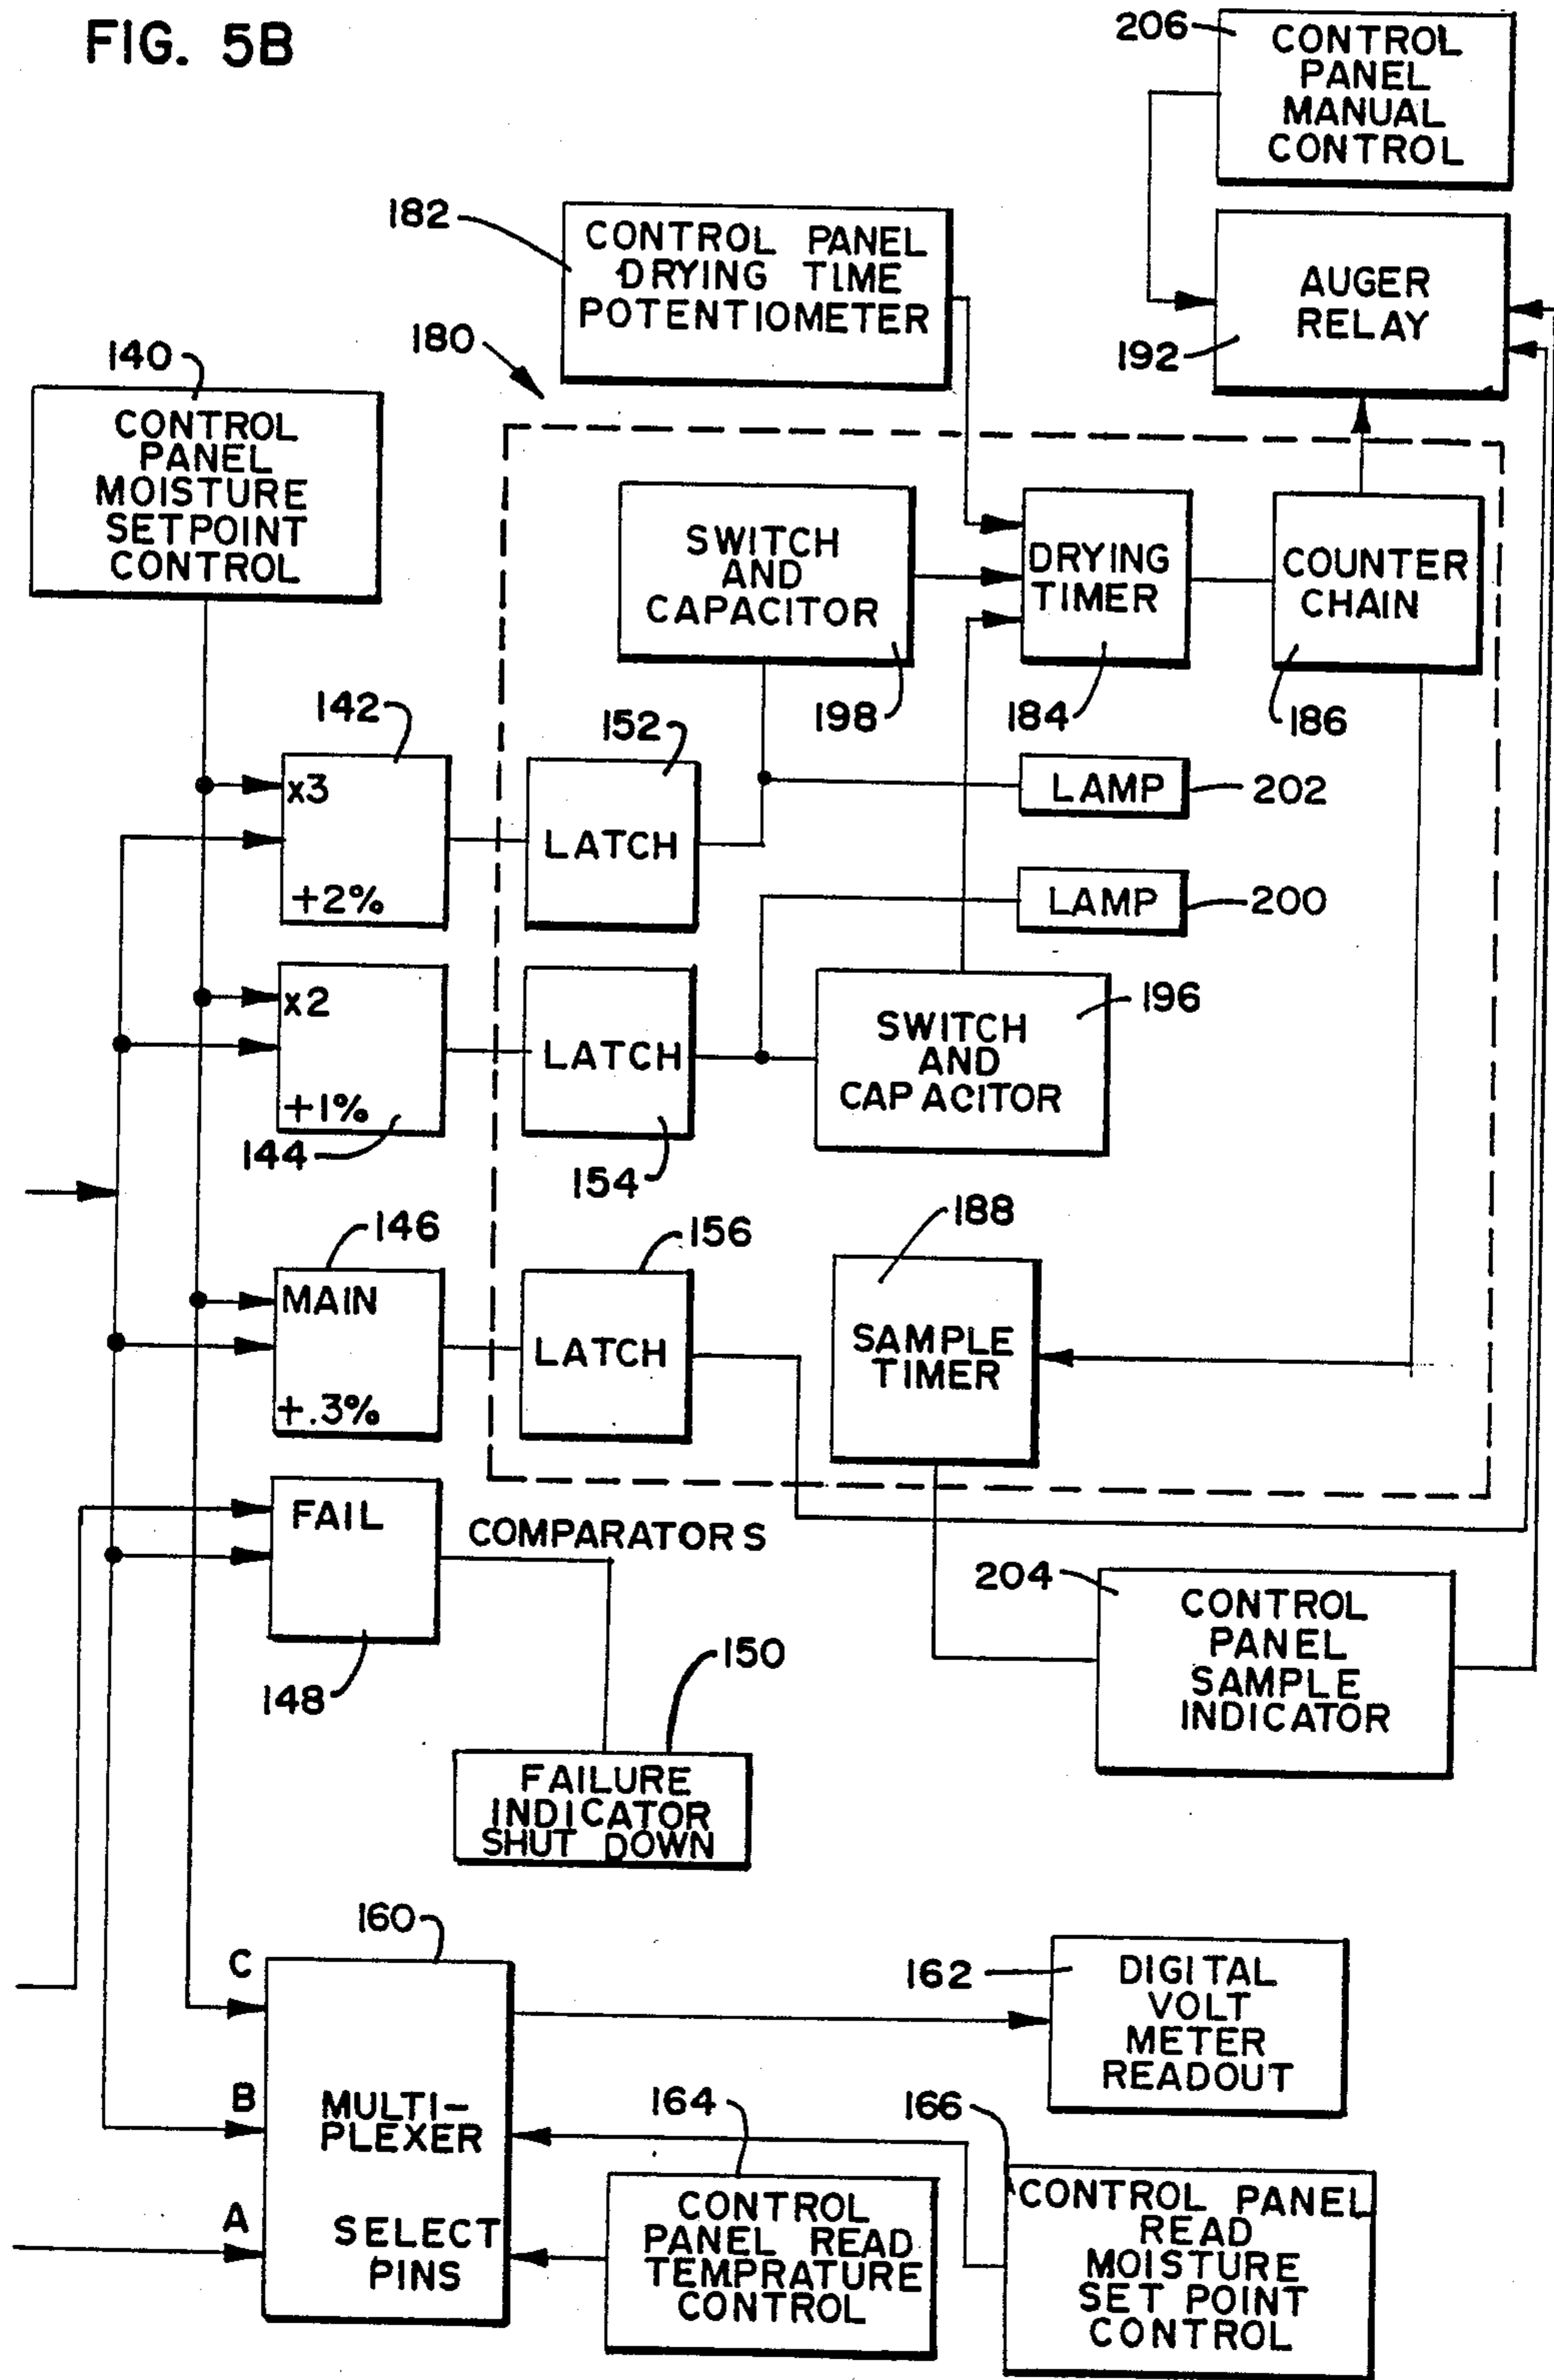 FIG. 5B
206
CONTROL
PANEL
MANUAL
CONTROL
182
CONTROL PANEL
DRYING TIME
POTENTIOMETER
AUGER
RELAY
192
180
140
CONTROL
PANEL
MOISTURE
SETPOINT
CONTROL
SWITCH
AND
CAPACITOR
198
DRYING
TIMER
184
COUNTER
CHAIN
186
142
x3
+2%
152
LATCH
LAMP
202
LAMP
200
x2
+1%
144
LATCH
154
SWITCH
AND
CAPACITOR
196
146
MAIN
+.3%
156
LATCH
188
SAMPLE
TIMER
FAIL
148
COMPARATORS
204
CONTROL
PANEL
SAMPLE
INDICATOR
150
FAILURE
INDICATOR
SHUT DOWN
160
C
B
A
MULTI-
PLEXER
SELECT
PINS
162
DIGITAL
VOLT
METER
READOUT
164
CONTROL
PANEL READ
TEMPRATURE
CONTROL
166
CONTROL PANEL
READ
MOISTURE
SET POINT
CONTROL